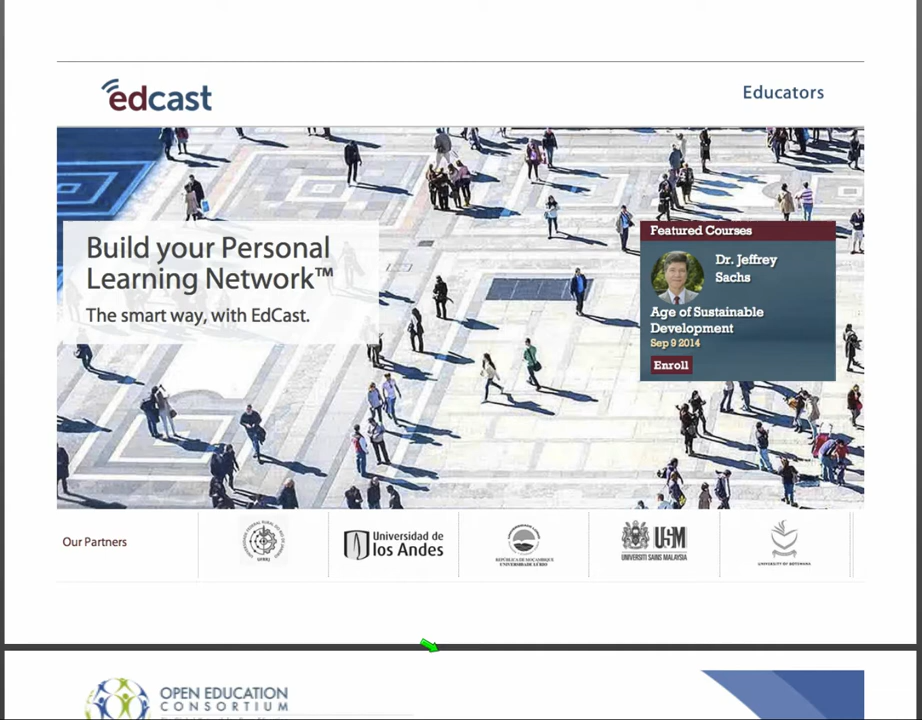 edcast
Educators
Build your Personal
Learning Network™
The smart way, with EdCast.
Featured Courses
Dr. Jeffrey
Sachs
Age of Sustainable
Development
Sep 9 2014
Enroll
Our Partners
Universidad de
los Andes
REPÚBLICA DE MOÇAMBIQUE
UNIVERSIDADE LÚRIO
USM
UNIVERSITI SAINS MALAYSIA
UNIVERSITY OF BOTSWANA
OPEN EDUCATION
CONSORTIUM